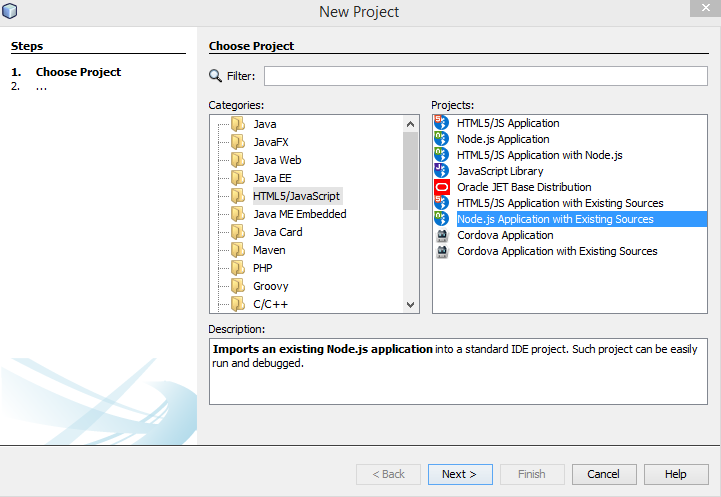 New Project
Steps
1. Choose Project
2. ...
Choose Project
Filter:
Categories:
Java
JavaFX
Java Web
Java EE
HTML5/JavaScript
Java ME Embedded
Java Card
Maven
PHP
Groovy
C/C++
Projects:
HTML5/JS Application
Node.js Application
HTML5/JS Application with Node.js
JavaScript Library
Oracle JET Base Distribution
HTML5/JS Application with Existing Sources
Node.js Application with Existing Sources
Cordova Application
Cordova Application with Existing Sources
Description:
Imports an existing Node.js application into a standard IDE project. Such project can be easily
run and debugged.
< Back
Next >
Finish
Cancel
Help